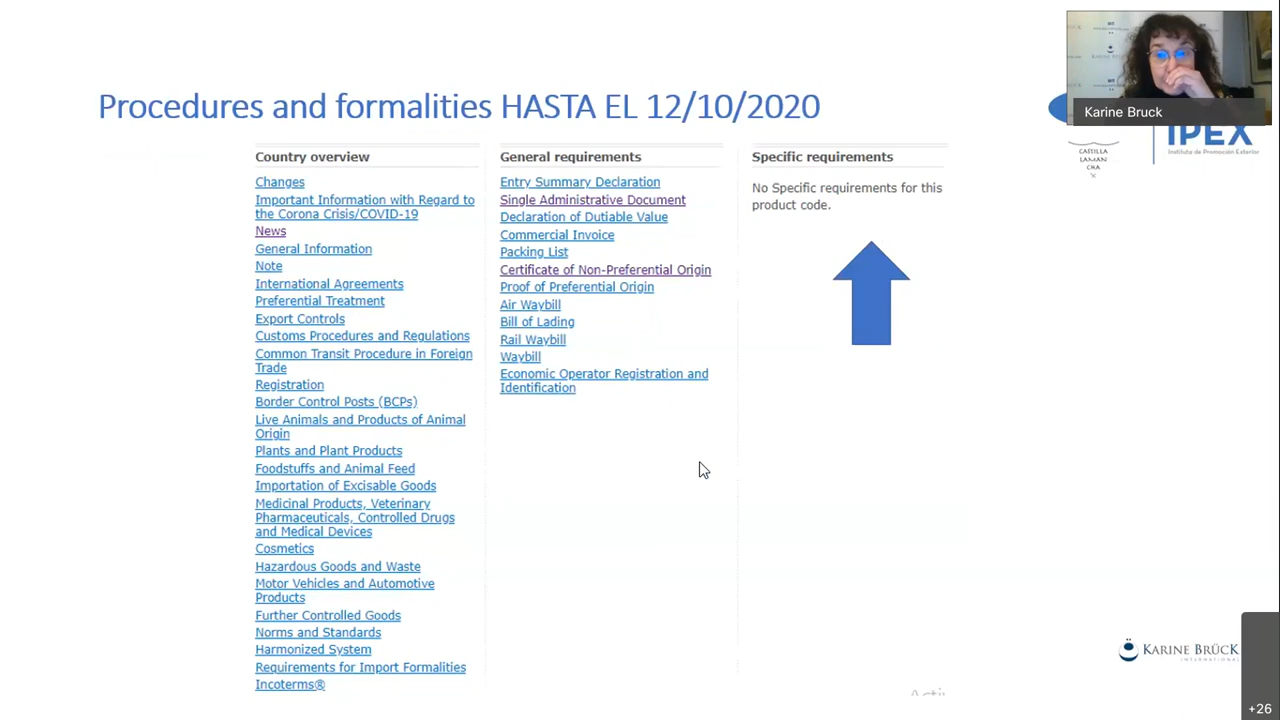 Procedures and formalities HASTA EL 12/10/2020
Karine Bruck
IPEX
Instituto de Promoción Exterior
CASTILLA
LAMAN
CHA
Country overview
Changes
Important Information with Regard to
the Corona Crisis/COVID-19
News
General Information
Note
International Agreements
Preferential Treatment
Export Controls
Customs Procedures and Regulations
Common Transit Procedure in Foreign
Trade
Registration
Border Control Posts (BCPs)
Live Animals and Products of Animal
Origin
Plants and Plant Products
Foodstuffs and Animal Feed
Importation of Excisable Goods
Medicinal Products, Veterinary
Pharmaceuticals, Controlled Drugs
and Medical Devices
Cosmetics
Hazardous Goods and Waste
Motor Vehicles and Automotive
Products
Further Controlled Goods
Norms and Standards
Harmonized System
Requirements for Import Formalities
Incoterms®
General requirements
Entry Summary Declaration
Single Administrative Document
Declaration of Dutiable Value
Commercial Invoice
Packing List
Certificate of Non-Preferential Origin
Proof of Preferential Origin
Air Waybill
Bill of Lading
Rail Waybill
Waybill
Economic Operator Registration and
Identification
Specific requirements
No Specific requirements for this
product code.
KARINE BRÜCK
INTERNATIONAL
+26